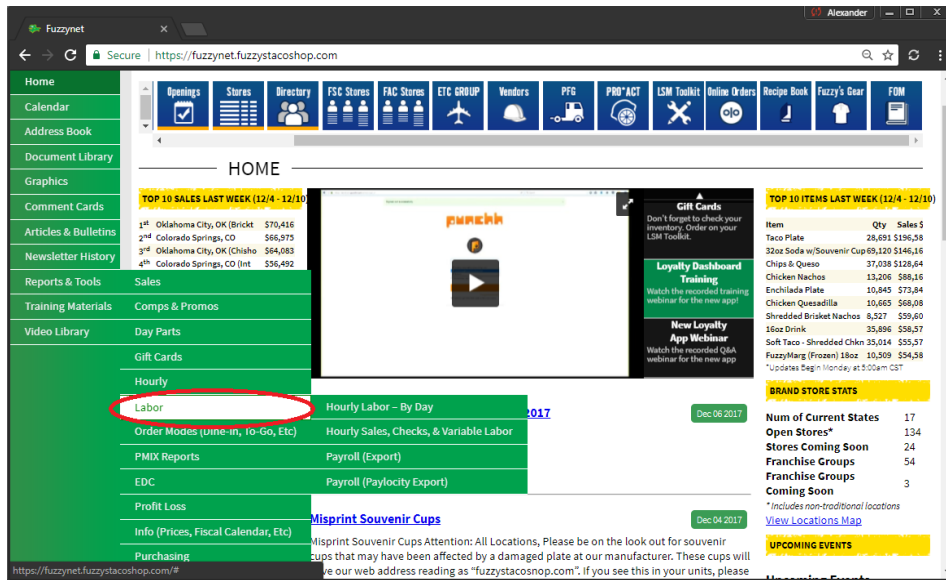 Alexander
Fuzzynet
Secure | https://fuzzynet.fuzzystacoshop.com
Home
Calendar
Address Book
Document Library
Graphics
Comment Cards
Articles & Bulletins
Newsletter History
Reports & Tools
Training Materials
Video Library
Openings Stores Directory FSC Stores FAC Stores ETC GROUP Vendors PFG PRO*ACT LSM Toolkit Online Orders Recipe Book Fuzzy's Gear FOM
HOME
TOP 10 SALES LAST WEEK (12/4 - 12/10)
1st Oklahoma City, OK (Brickt $70,416
2nd Colorado Springs, CO $66,975
3rd Oklahoma City, OK (Chisho $64,083
4th Colorado Springs, CO (Int $56,492
Sales
Comps & Promos
Day Parts
Gift Cards
Hourly
Labor
Order Modes (Dine-In, To-Go, Etc)
PMIX Reports
EDC
Profit Loss
Info (Prices, Fiscal Calendar, Etc)
Purchasing
Hourly Labor – By Day
Hourly Sales, Checks, & Variable Labor
Payroll (Export)
Payroll (Paylocity Export)
punchh
Gift Cards
Don't forget to check your
inventory. Order on your
LSM Toolkit.
Loyalty Dashboard
Training
Watch the recorded training
webinar for the new app!
New Loyalty
App Webinar
Watch the recorded Q&A
webinar for the new app
2017
Dec 06 2017
Misprint Souvenir Cups
Dec 04 2017
Misprint Souvenir Cups Attention: All Locations, Please be on the look out for souvenir
cups that may have been affected by a damaged plate at our manufacturer. These cups will
ve our web address reading as "fuzzystacosnop.com". If you see this in your units, please
TOP 10 ITEMS LAST WEEK (12/4 - 12/10)
Item Qty Sales $
Taco Plate 28,691 $196,58
32oz Soda w/Souvenir Cup 69,120 $146,16
Chips & Queso 37,038 $128,64
Chicken Nachos 13,206 $88,16
Enchilada Plate 10,845 $73,84
Chicken Quesadilla 10,665 $68,08
Shredded Brisket Nachos 8,527 $59,60
16oz Drink 35,896 $58,57
Soft Taco - Shredded Chkn 35,014 $55,57
FuzzyMarg (Frozen) 18oz 10,509 $54,58
*Updates Begin Monday at 5:00am CST
BRAND STORE STATS
Num of Current States 17
Open Stores* 134
Stores Coming Soon 24
Franchise Groups 54
Franchise Groups
Coming Soon 3
* Includes non-traditional locations
View Locations Map
UPCOMING EVENTS
Upcoming Events
https://fuzzynet.fuzzystacoshop.com/#